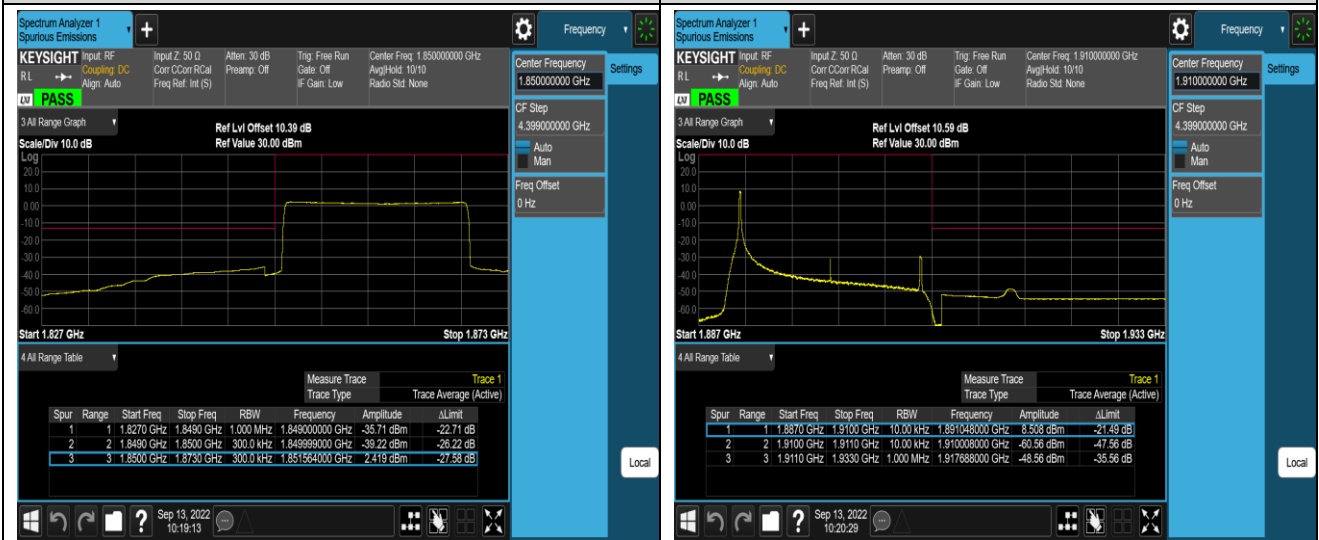 Spectrum Analyzer 1
Spurious Emissions
Frequency
KEYSIGHT Input: RF Input Z: 50 Ω Atten: 30 dB Trig: Free Run Center Freq: 1.850000000 GHz
RL Coupling: DC Corr CCorr RCal Preamp: Off Gate: Off Avg|Hold: 10/10
Align: Auto Freq Ref: Int (S) IF Gain: Low Radio Std: None
LXI PASS
Center Frequency
1.850000000 GHz
Settings
CF Step
4.399000000 GHz
Auto
Man
Freq Offset
0 Hz
3 All Range Graph
Ref Lvl Offset 10.39 dB
Scale/Div 10.0 dB Ref Value 30.00 dBm
Log
20.0
10.0
0.00
-10.0
-20.0
-30.0
-40.0
-50.0
-60.0
Start 1.827 GHz Stop 1.873 GHz
4 All Range Table
Measure Trace Trace 1
Trace Type Trace Average (Active)
Spur Range Start Freq Stop Freq RBW Frequency Amplitude ΔLimit
1 1 1.8270 GHz 1.8490 GHz 1.000 MHz 1.849000000 GHz -35.71 dBm -22.71 dB
2 2 1.8490 GHz 1.8500 GHz 300.0 kHz 1.849999000 GHz -39.22 dBm -26.22 dB
3 3 1.8500 GHz 1.8730 GHz 300.0 kHz 1.851564000 GHz 2.419 dBm -27.58 dB
Local
? Sep 13, 2022
10:19:13
Spectrum Analyzer 1
Spurious Emissions
Frequency
KEYSIGHT Input: RF Input Z: 50 Ω Atten: 30 dB Trig: Free Run Center Freq: 1.910000000 GHz
RL Coupling: DC Corr CCorr RCal Preamp: Off Gate: Off Avg|Hold: 10/10
Align: Auto Freq Ref: Int (S) IF Gain: Low Radio Std: None
LXI PASS
Center Frequency
1.910000000 GHz
Settings
CF Step
4.399000000 GHz
Auto
Man
Freq Offset
0 Hz
3 All Range Graph
Ref Lvl Offset 10.59 dB
Scale/Div 10.0 dB Ref Value 30.00 dBm
Log
20.0
10.0
0.00
-10.0
-20.0
-30.0
-40.0
-50.0
-60.0
Start 1.887 GHz Stop 1.933 GHz
4 All Range Table
Measure Trace Trace 1
Trace Type Trace Average (Active)
Spur Range Start Freq Stop Freq RBW Frequency Amplitude ΔLimit
1 1 1.8870 GHz 1.9100 GHz 10.00 kHz 1.891048000 GHz 8.508 dBm -21.49 dB
2 2 1.9100 GHz 1.9110 GHz 10.00 kHz 1.910008000 GHz -60.56 dBm -47.56 dB
3 3 1.9110 GHz 1.9330 GHz 1.000 MHz 1.917688000 GHz -48.56 dBm -35.56 dB
Local
? Sep 13, 2022
10:20:29